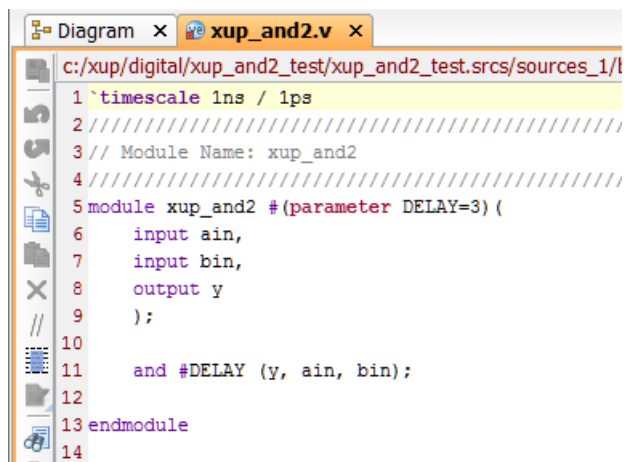 Diagram × xup_and2.v ×
c:/xup/digital/xup_and2_test/xup_and2_test.srcs/sources_1/
1 `timescale 1ns / 1ps
2 //////////////////////////////////////////////////
3 // Module Name: xup_and2
4 //////////////////////////////////////////////////
5 module xup_and2 #(parameter DELAY=3)(
6 input ain,
7 input bin,
8 output y
9 );
10
11 and #DELAY (y, ain, bin);
12
13 endmodule
14